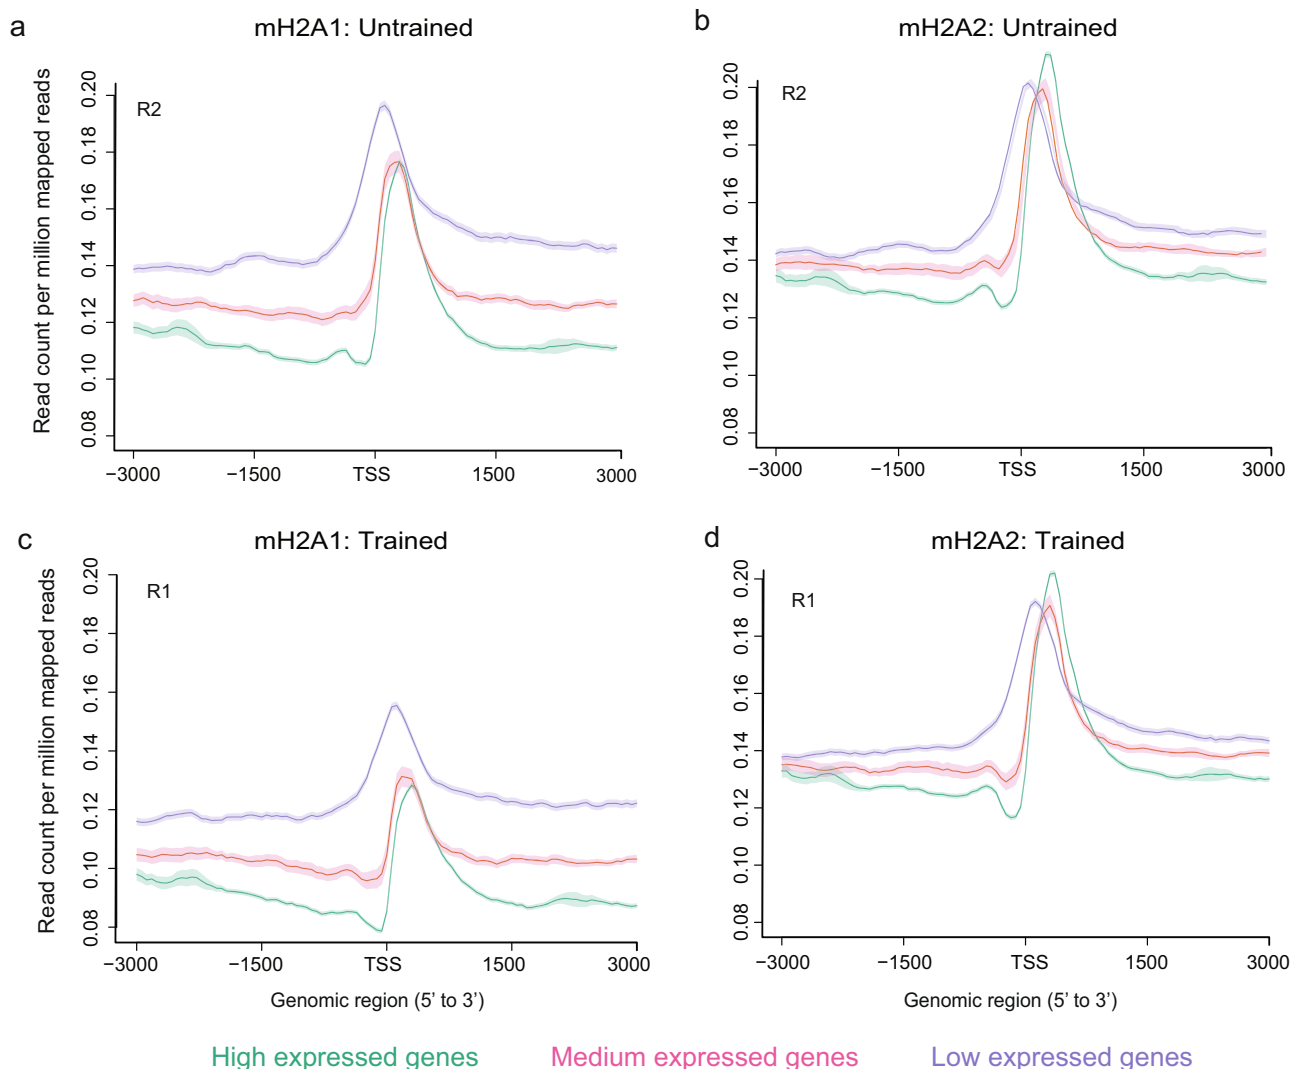 a
mH2A1: Untrained
R2
Read count per million mapped reads
0.20
0.18
0.16
0.14
0.12
0.10
0.08
−3000 −1500 TSS 1500 3000
b
mH2A2: Untrained
R2
0.20
0.18
0.16
0.14
0.12
0.10
0.08
−3000 −1500 TSS 1500 3000
c
mH2A1: Trained
R1
Read count per million mapped reads
0.20
0.18
0.16
0.14
0.12
0.10
0.08
−3000 −1500 TSS 1500 3000
Genomic region (5’ to 3’)
d
mH2A2: Trained
R1
0.20
0.18
0.16
0.14
0.12
0.10
0.08
−3000 −1500 TSS 1500 3000
Genomic region (5’ to 3’)
High expressed genes Medium expressed genes Low expressed genes